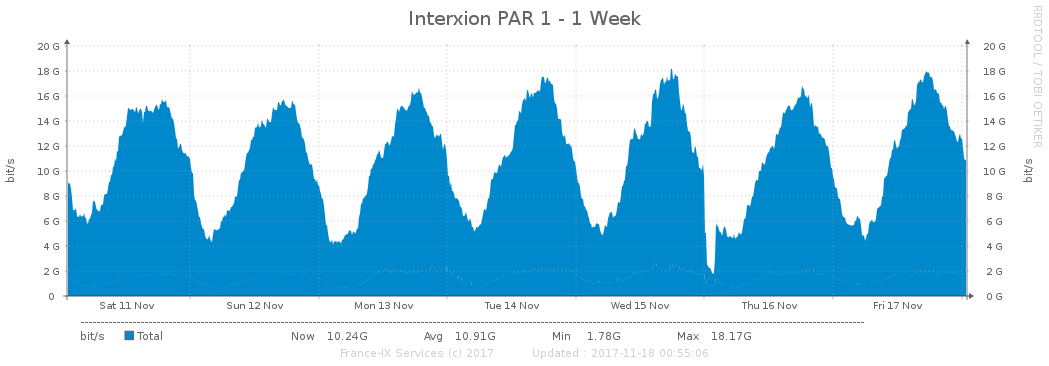 Interxion PAR 1 - 1 Week
RRDTOOL / TOBI OETIKER
20 G 20 G
18 G 18 G
16 G 16 G
14 G 14 G
12 G 12 G
10 G 10 G
8 G 8 G
6 G 6 G
4 G 4 G
2 G 2 G
0 0 G
bit/s bit/s
Sat 11 Nov Sun 12 Nov Mon 13 Nov Tue 14 Nov Wed 15 Nov Thu 16 Nov Fri 17 Nov
bit/s Total Now 10.24G Avg 10.91G Min 1.78G Max 18.17G
France-IX Services (c) 2017 Updated : 2017-11-18 00:55:06